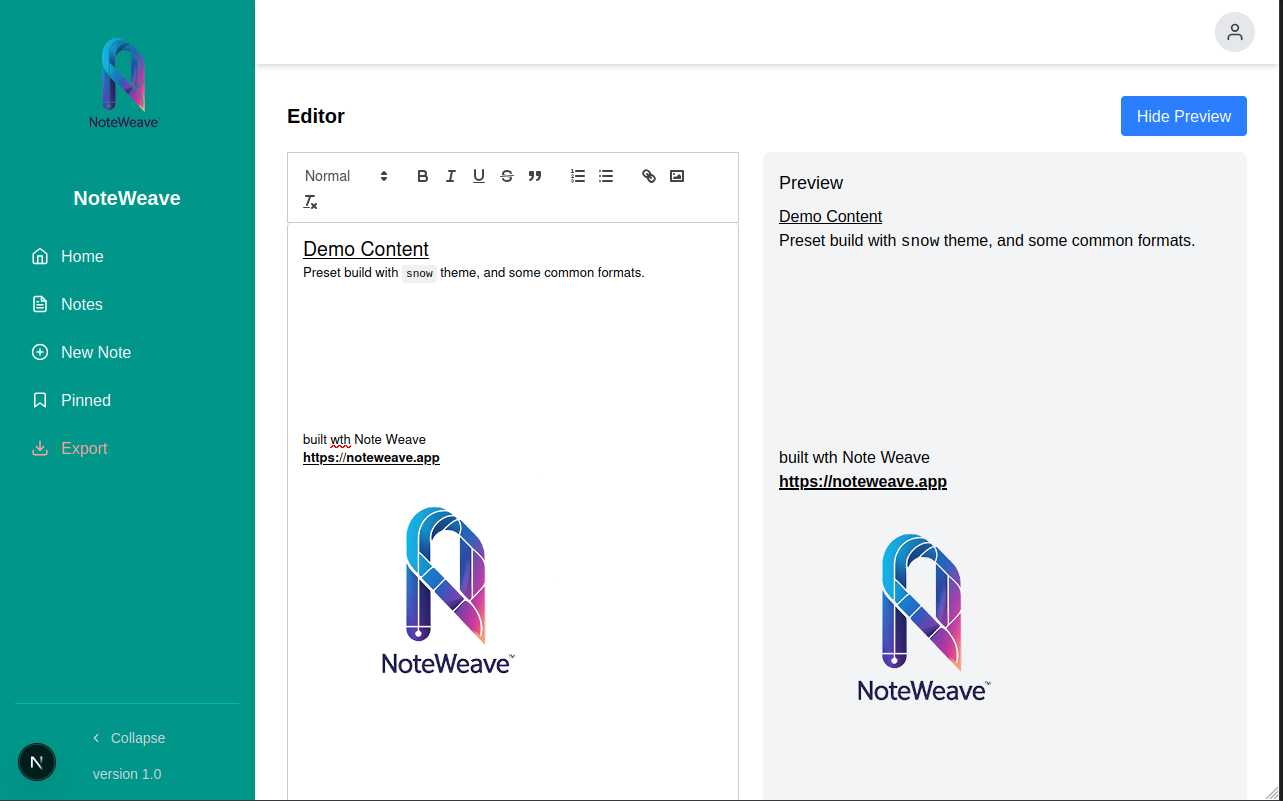 NoteWeave™
NoteWeave
Home
Notes
New Note
Pinned
Export
Collapse
version 1.0
N
Editor
Hide Preview
Normal
B I U S
Demo Content
Preset build with snow theme, and some common formats.
built wth Note Weave
https://noteweave.app
NoteWeave™
Preview
Demo Content
Preset build with snow theme, and some common formats.
built wth Note Weave
https://noteweave.app
NoteWeave™